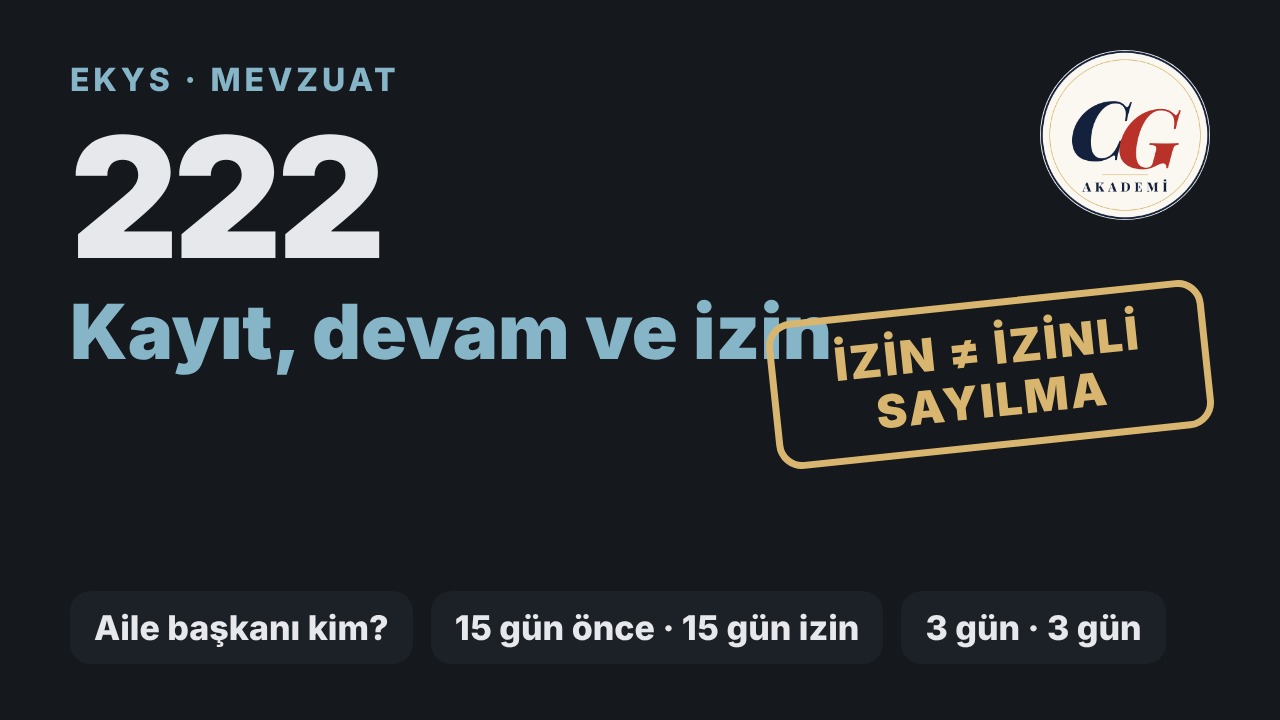 EKYS · MEVZUAT
222
CG
AKADEMİ
Kayıt, devam ve izin
İZİN ≠ İZİNLİ
SAYILMA
Aile başkanı kim?
15 gün önce · 15 gün izin
3 gün · 3 gün